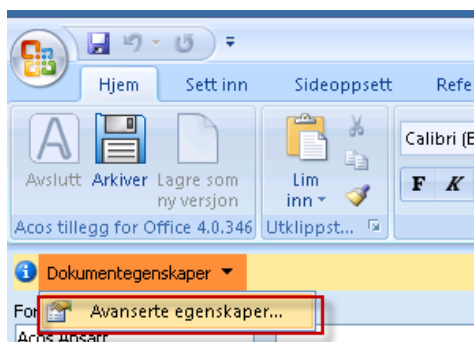 Hjem Sett inn Sideoppsett Refe
A
Avslutt Arkiver Lagre som ny versjon
Lim inn
Calibri (E
F K
Acos tillegg for Office 4.0.346 Utklippst...
Dokumentegenskaper
For
Avanserte egenskaper...
Acos Ansatt